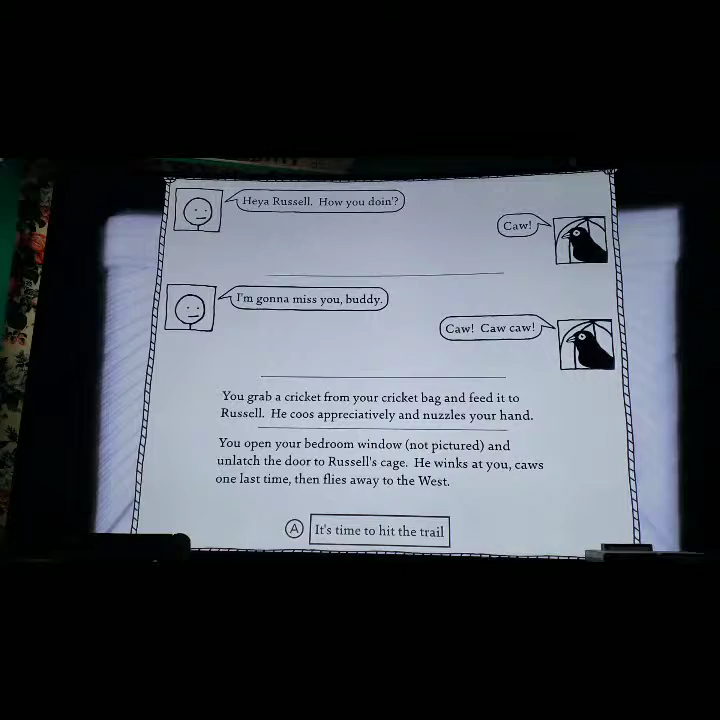 Heya Russell. How you doin'?
Caw!
I'm gonna miss you, buddy.
Caw! Caw caw!
You grab a cricket from your cricket bag and feed it to
Russell. He coos appreciatively and nuzzles your hand.
You open your bedroom window (not pictured) and
unlatch the door to Russell's cage. He winks at you, caws
one last time, then flies away to the West.
A It's time to hit the trail